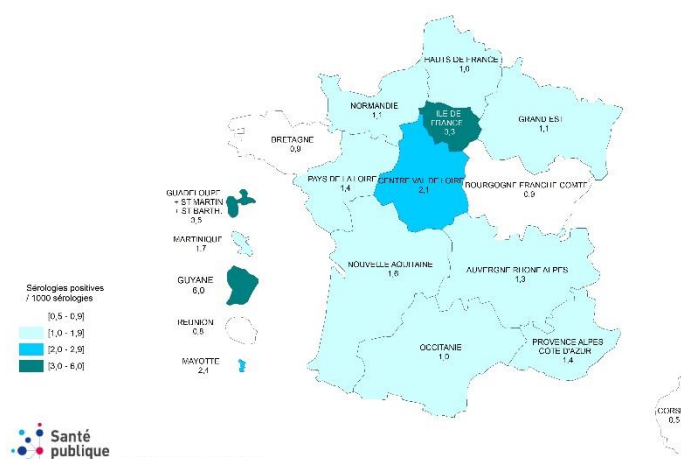 HAUTS DE FRANCE
1,0
NORMANDIE
1,1
ILE DE
FRANCE
3,3
GRAND EST
1,1
BRETAGNE
0,9
PAYS DE LA LOIRE
1,4
CENTRE VAL DE LOIRE
2,1
BOURGOGNE FRANCHE COMTE
0,9
GUADELOUPE
+ ST MARTIN
+ ST BARTH.
3,5
MARTINIQUE
1,7
GUYANE
6,0
REUNION
0,8
MAYOTTE
2,4
NOUVELLE AQUITAINE
1,6
AUVERGNE RHONE ALPES
1,3
OCCITANIE
1,0
PROVENCE ALPES
COTE D'AZUR
1,4
CORSE
0,5
Sérologies positives
/ 1000 sérologies
[0,5 - 0,9]
[1,0 - 1,9]
[2,0 - 2,9]
[3,0 - 6,0]
Santé
publique